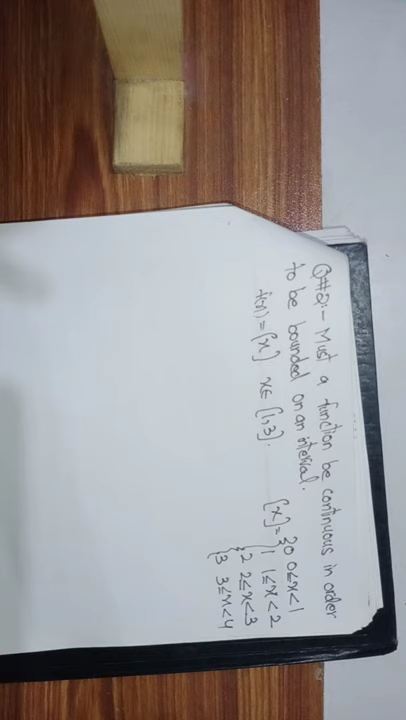 Q#2:- Must a function be continuous in order
to be bounded on an interval.
f(x) = [x] x ∈ [1,3].
[x] = { 0 0≤x<1
1 1≤x<2
2 2≤x<3
3 3≤x<4